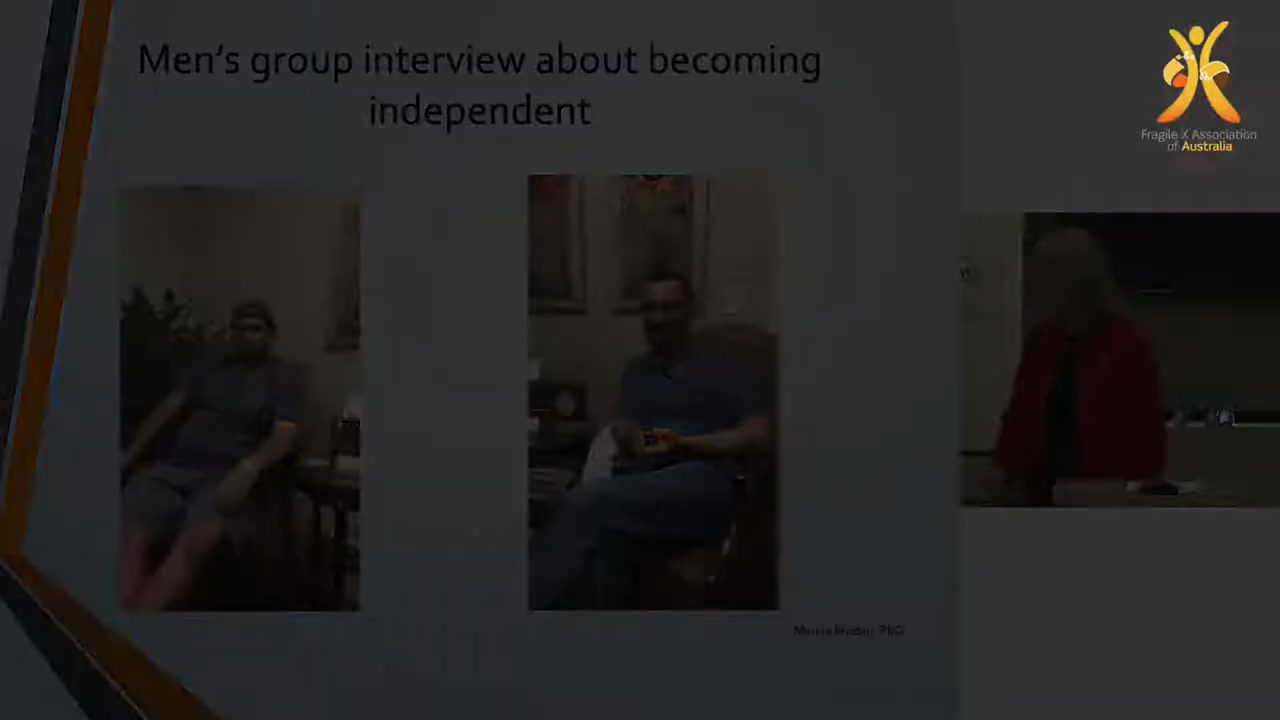 Men's group interview about becoming
independent
Fragile X Association
of Australia